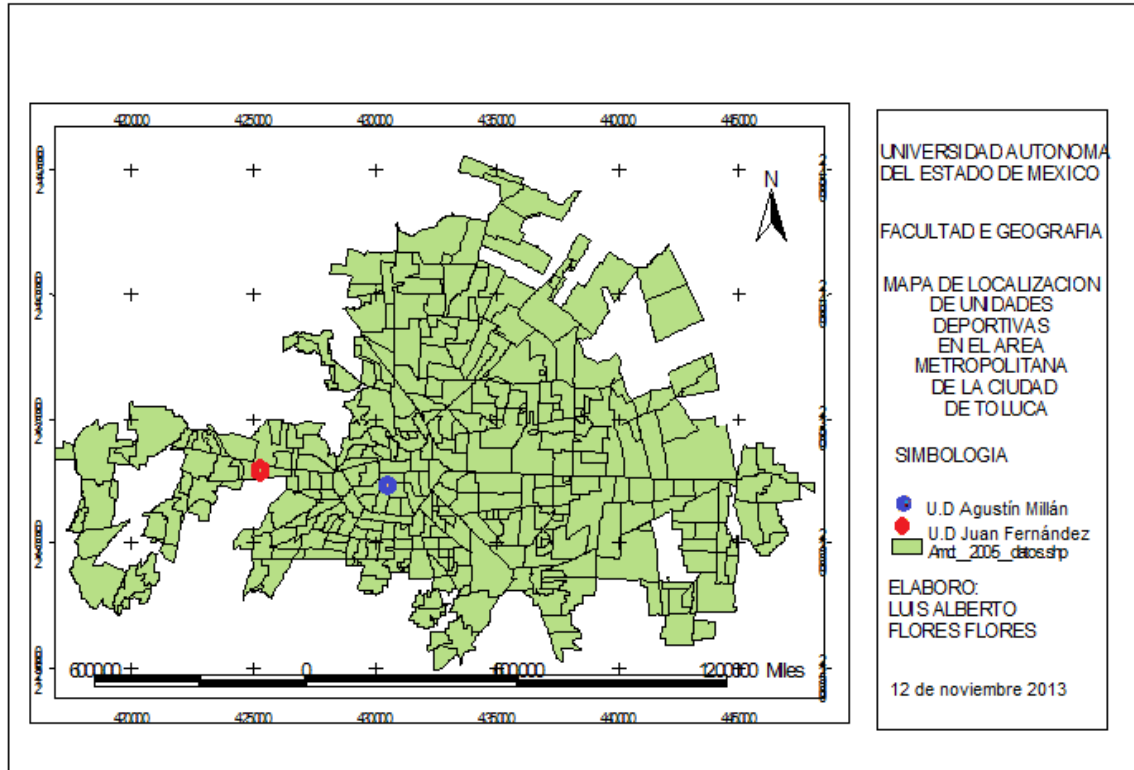 420000 425000 430000 435000 440000 445000
N
600000 0 600000 1200000 Miles
420000 425000 430000 435000 440000 445000
UNIVERSIDAD AUTONOMA
DEL ESTADO DE MEXICO
FACULTAD E GEOGRAFIA
MAPA DE LOCALIZACION
DE UNIDADES
DEPORTIVAS
EN EL AREA
METROPOLITANA
DE LA CIUDAD
DE TOLUCA
SIMBOLOGIA
U.D Agustín Millán
U.D Juan Fernández
Amct_2005_datos.shp
ELABORO:
LUIS ALBERTO
FLORES FLORES
12 de noviembre 2013